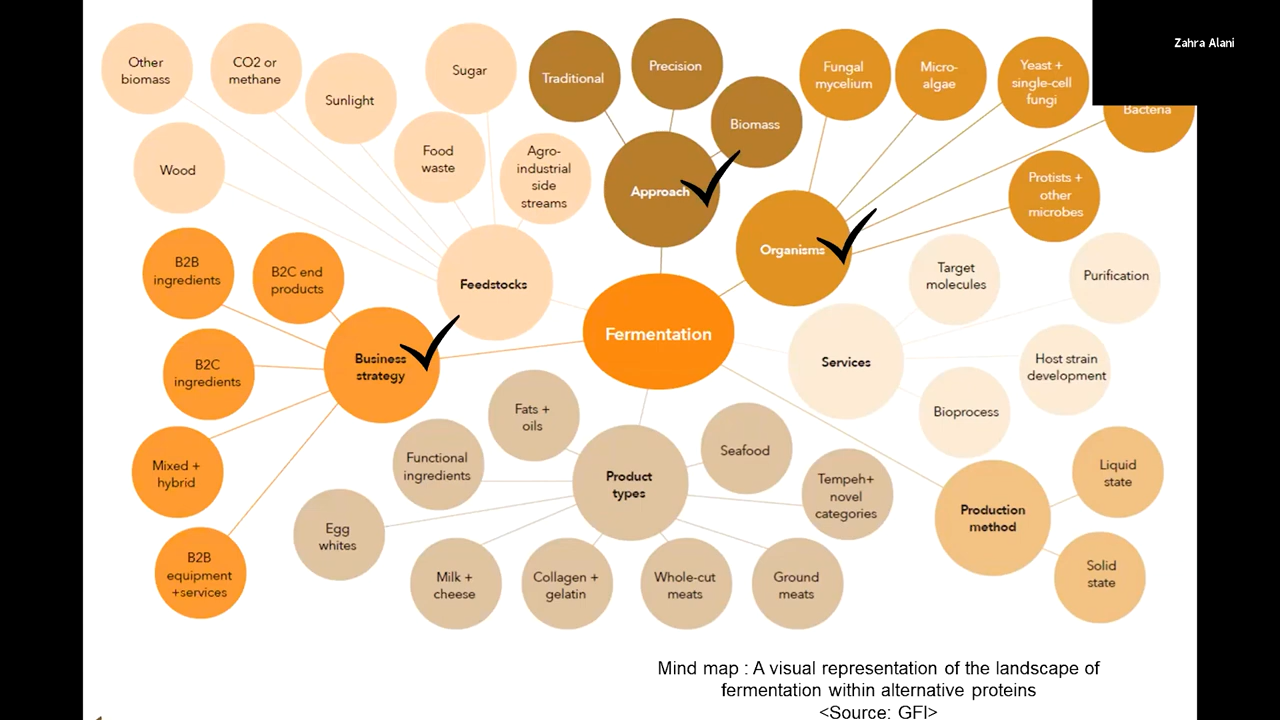 Zahra Alani
Other
biomass
CO2 or
methane
Sunlight
Sugar
Wood
Food
waste
Agro-
industrial
side
streams
Feedstocks
Traditional
Precision
Biomass
Approach
Fungal
mycelium
Micro-
algae
Yeast +
single-cell
fungi
Bacteria
Protists +
other
microbes
Organisms
B2B
ingredients
B2C end
products
B2C
ingredients
Mixed +
hybrid
B2B
equipment
+services
Business
strategy
Fermentation
Target
molecules
Purification
Host strain
development
Bioprocess
Services
Fats +
oils
Functional
ingredients
Egg
whites
Milk +
cheese
Collagen +
gelatin
Whole-cut
meats
Ground
meats
Tempeh+
novel
categories
Seafood
Product
types
Production
method
Liquid
state
Solid
state
Mind map : A visual representation of the landscape of
fermentation within alternative proteins
<Source: GFI>